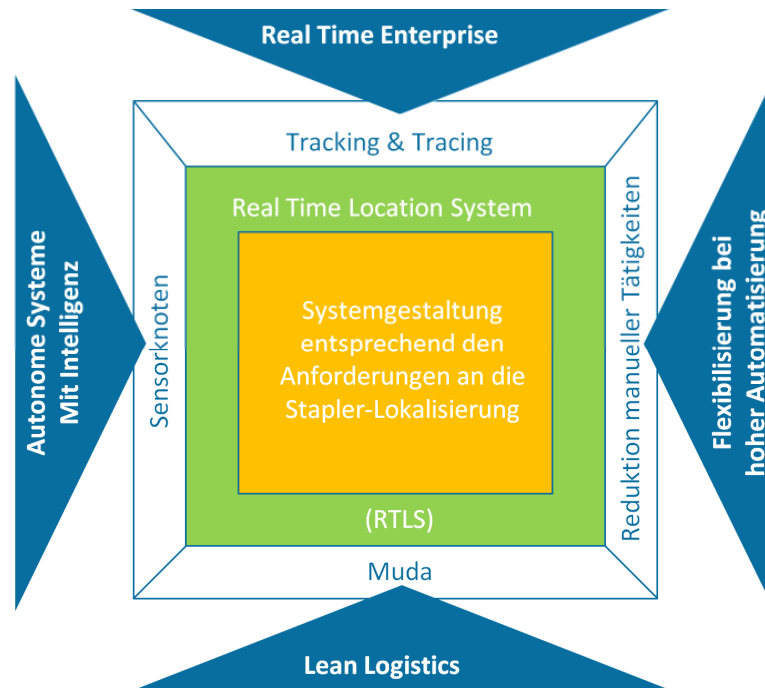 Real Time Enterprise
Tracking & Tracing
Autonome Systeme
Mit Intelligenz
Sensorknoten
Real Time Location System
Systemgestaltung
entsprechend den
Anforderungen an die
Stapler-Lokalisierung
(RTLS)
Reduktion manueller Tätigkeiten
Flexibilisierung bei
hoher Automatisierung
Muda
Lean Logistics